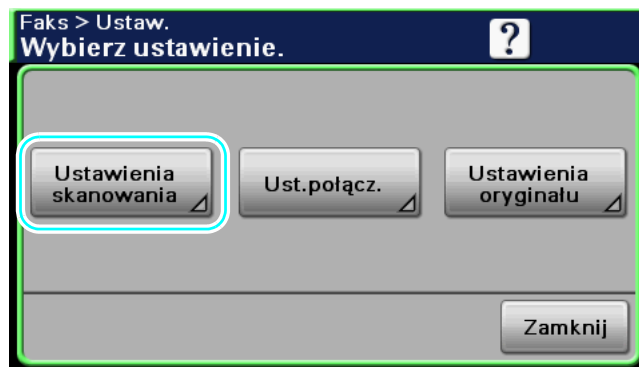 Faks > Ustaw.
Wybierz ustawienie.
?
Ustawienia
skanowania
Ust.połącz.
Ustawienia
oryginału
Zamknij